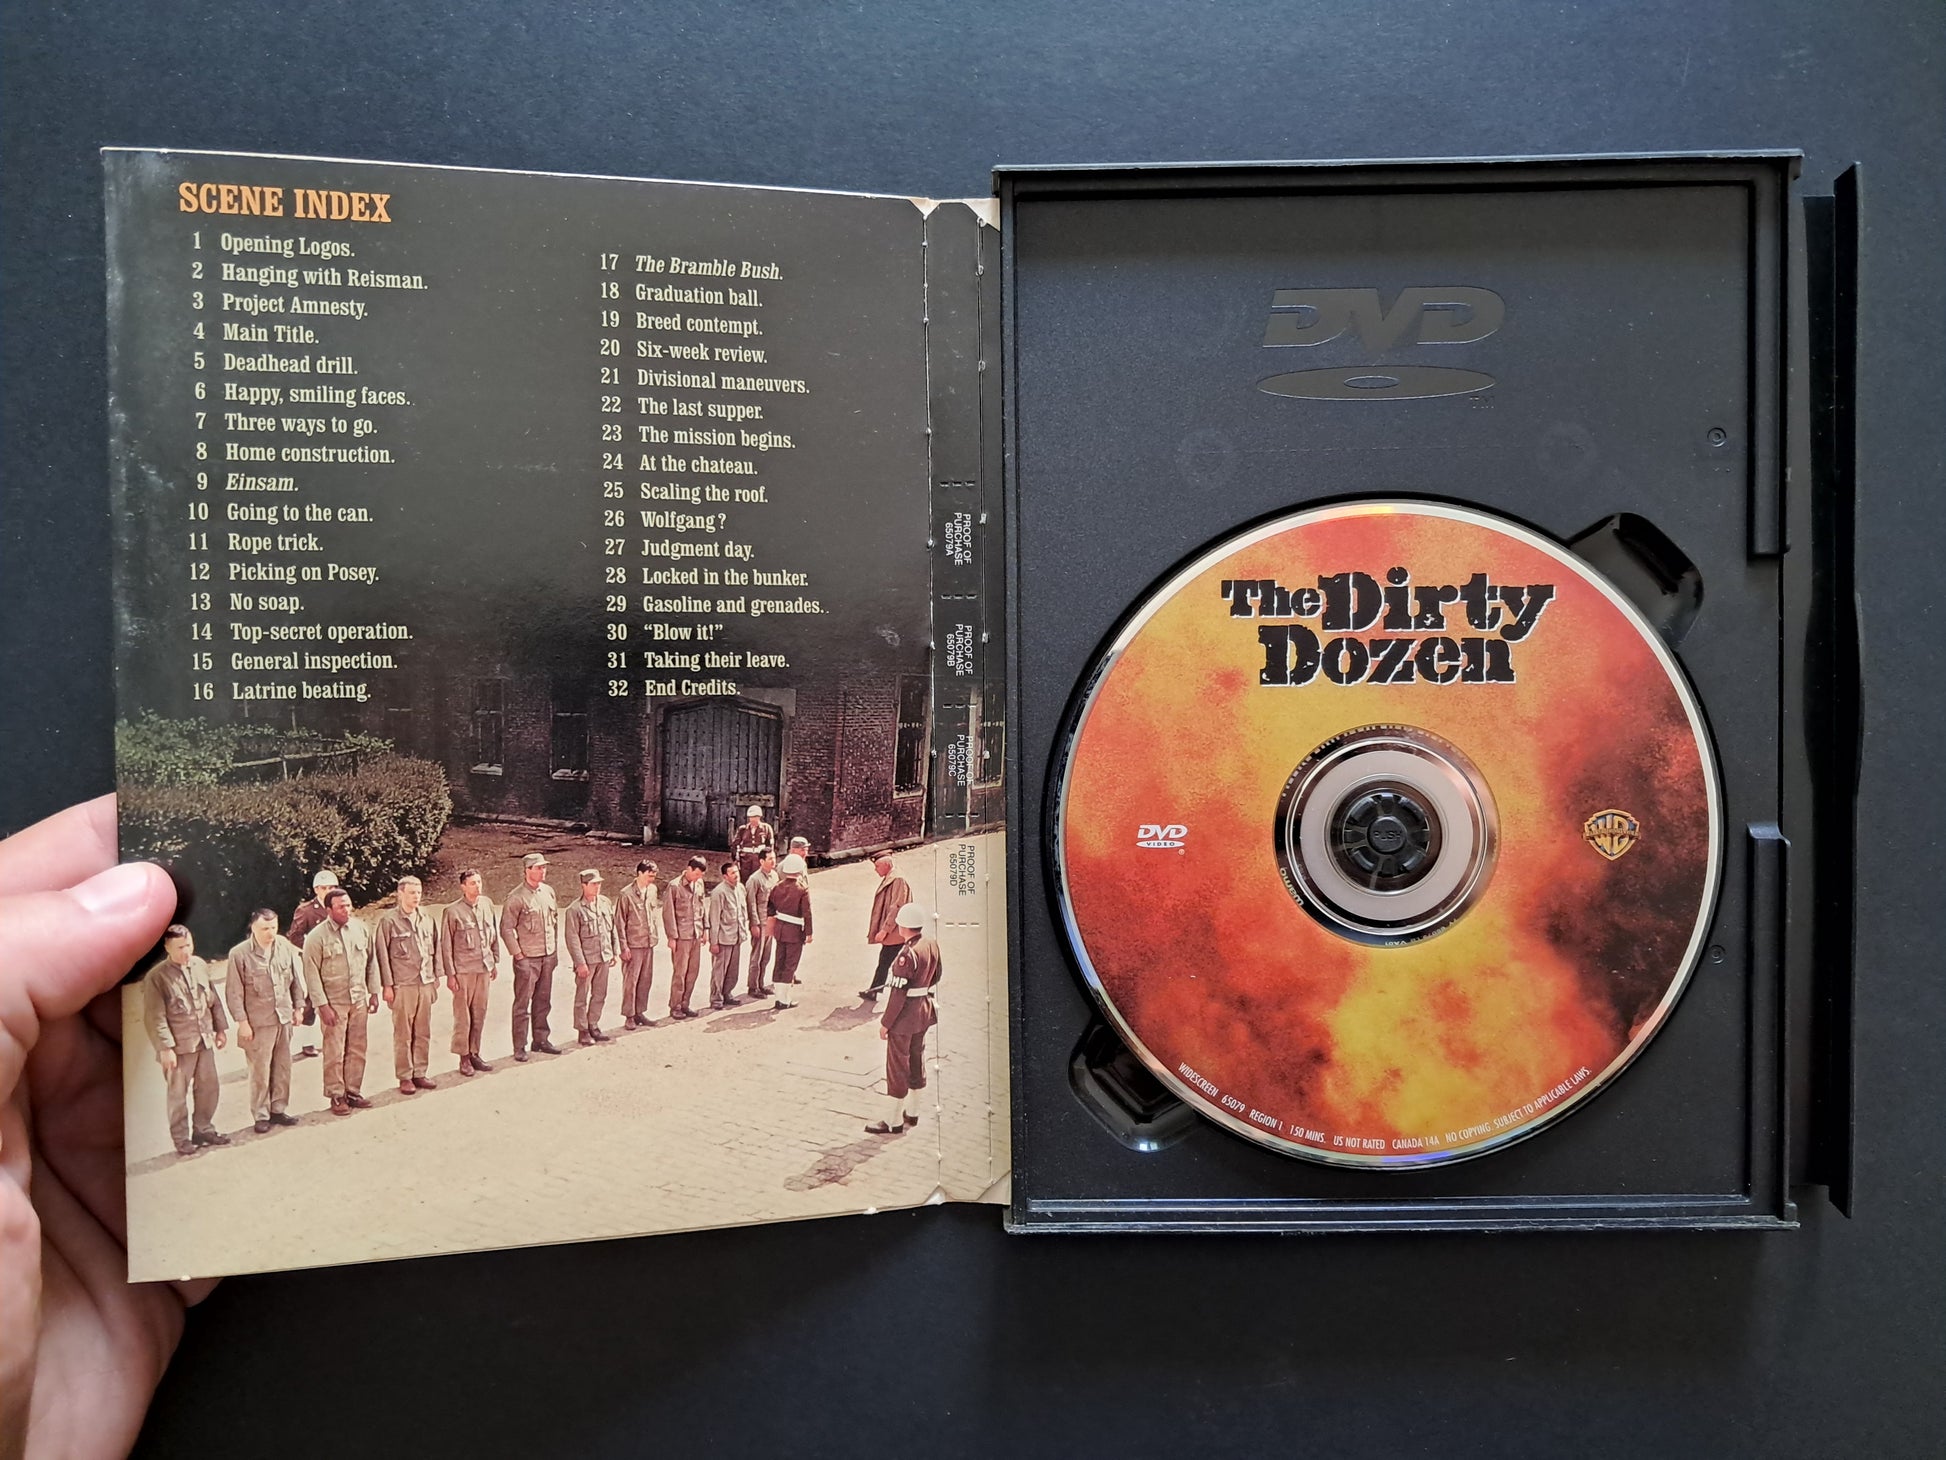 SCENE INDEX
1 Opening Logos.
2 Hanging with Reisman.
3 Project Amnesty.
4 Main Title.
5 Deadhead drill.
6 Happy, smiling faces.
7 Three ways to go.
8 Home construction.
9 Einsam.
10 Going to the can.
11 Rope trick.
12 Picking on Posey.
13 No soap.
14 Top-secret operation.
15 General inspection.
16 Latrine beating.
17 The Bramble Bush.
18 Graduation ball.
19 Breed contempt.
20 Six-week review.
21 Divisional maneuvers.
22 The last supper.
23 The mission begins.
24 At the chateau.
25 Scaling the roof.
26 Wolfgang?
27 Judgment day.
28 Locked in the bunker.
29 Gasoline and grenades.
30 “Blow it!”
31 Taking their leave.
32 End Credits.
PROOF OF
PURCHASE
65079A
PROOF OF
PURCHASE
65079B
PROOF OF
PURCHASE
65079C
PROOF OF
PURCHASE
65079D
MP
DVD
TM
The Dirty
Dozen
DVD
VIDEO
®
WB
PUSH
WIDESCREEN 65079 REGION 1 150 MINS. US NOT RATED CANADA 14A NO COPYING. SUBJECT TO APPLICABLE LAWS.